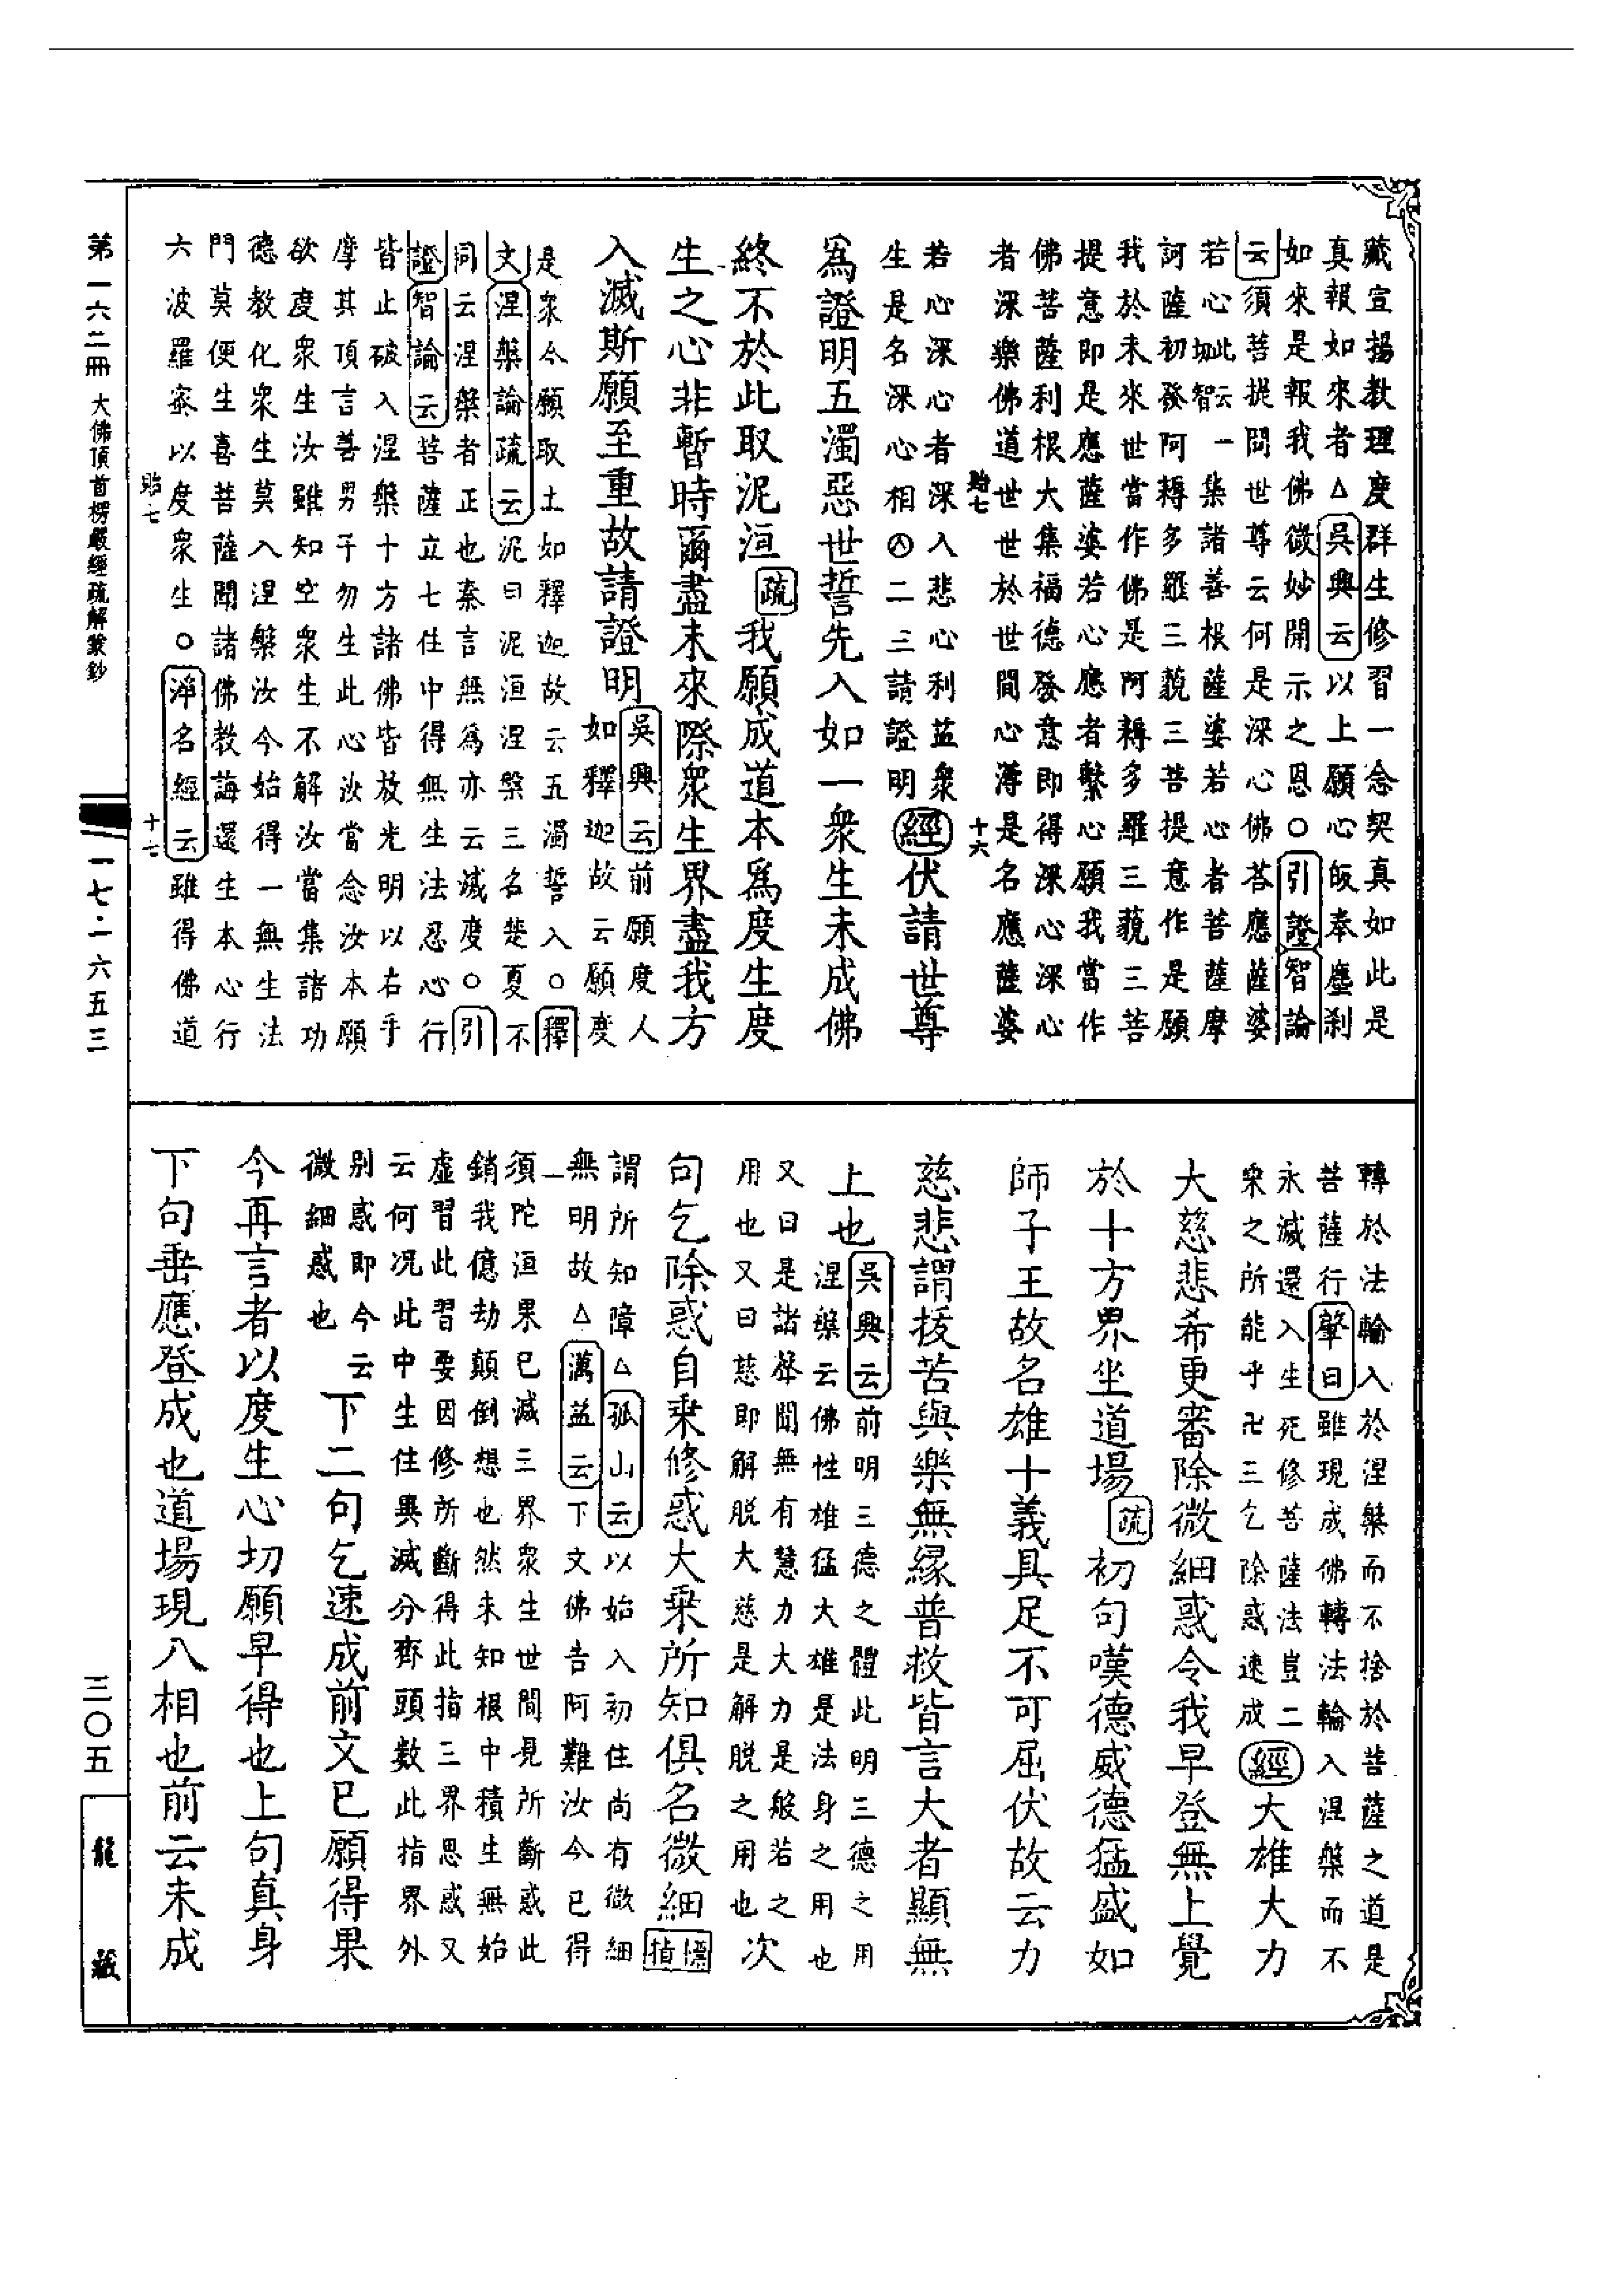 藏宣揚教理度群生修習一念契真如此是
真報如來者△吳興云以上願心皈奉塵剎
如來是報我佛微妙開示之恩○引證智論
云須菩提問世尊云何是深心佛荅應薩婆
若心此云一切智集諸善根薩婆若心者菩薩摩
訶薩初發阿耨多羅三藐三菩提意作是願
我於未來世當作佛是阿耨多羅三藐三菩
提意即是應薩婆若心應者繫心願我當作
佛菩薩利根大集福德發意即得深心深心
者深樂佛道世世於世間心薄是名應薩婆
貽七
十六
若心深心者深入悲心利益衆
生是名深心相㊁二三請證明經伏請世尊
爲證明五濁惡世誓先入如一衆生未成佛
終不於此取泥洹疏我願成道本爲度生度
生之心非暫時爾盡未來際衆生界盡我方
入滅斯願至重故請證明吳興云前願度人
如釋迦故云願度
是衆今願取土如釋迦故云五濁誓入○釋
文涅槃論疏云泥曰泥洹涅槃三名楚夏不
同云涅槃者正也秦言無爲亦云滅度○引
證智論云菩薩立七住中得無生法忍心行
皆止欲入涅槃十方諸佛皆放光明以右手
摩其頂言善男子勿生此心汝當念汝本願
欲度衆生汝雖知空衆生不解汝當集諸功
德教化衆生莫入涅槃汝今始得一無生法
門莫便生喜菩薩聞諸佛教誨還生本心行
六波羅蜜以度衆生○淨名經云雖得佛道
貽七
十七
第一六二冊 大佛頂首楞嚴經疏解蒙鈔
一七·二六五三
轉於法輪入於涅槃而不捨於菩薩之道是
菩薩行肇曰雖現成佛轉法輪入涅槃而不
永滅還入生死修菩薩法豈二
衆之所能乎卍三乞除惑速成經大雄大力
大慈悲希更審除微細惑令我早登無上覺
於十方界坐道場疏初句嘆德威德猛盛如
師子王故名雄十義具足不可屈伏故云力
慈悲謂拔苦與樂無緣普救皆言大者顯無
上也吳興云前明三德之體此明三德之用
涅槃云佛性雄猛大雄是法身之用也
又曰是諸聲聞無有慧力大力是般若之
用也又曰慈即解脫大慈是解脫之用也次
句乞除惑自乗修惑大乗所知俱名微細
謂所知障△孤山云以始入初住尚有微細
無明故△溈益云下文佛告阿難汝今已得
須陀洹果已滅三界衆生世間見所斷惑此
銷我億劫顛倒想也然未知根中積生無始
虛習此習要因修所斷得此指三界思惑又
云何況此中生住異滅分齊頭數此指界外
別惑即今云
微細惑也下二句乞速成前文已願得果
今再言者以度生心切願早得也上句真身
下句垂應登成也道場現八相也前云未成
三〇五
龍
藏